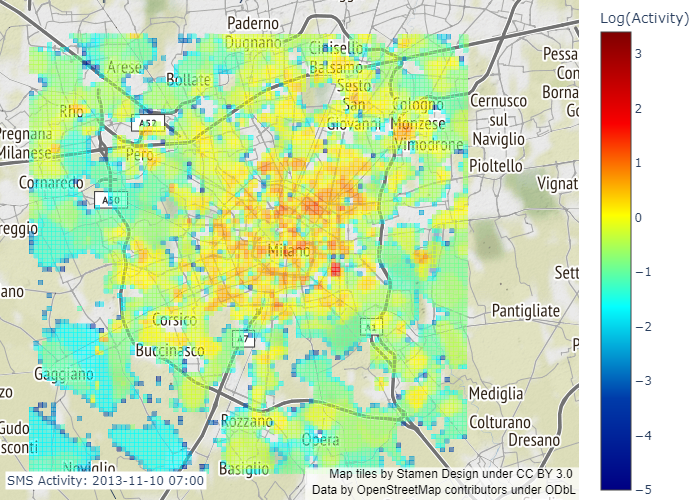 Log(Activity)
3
2
1
0
−1
−2
−3
−4
−5
Paderno
Dugnano
Cinisello
Balsamo
Arese
Bollate
Sesto
San
Giovanni
Cologno
Monzese
Cernusco
sul
Naviglio
Pessa
Con
Borna
Go
Rho
A52
Pregnana
Milanese
Pero
Vimodrone
Pioltello
Cornaredo
A50
Vignat
reggio
Milano
Sett
ano
Corsico
Pantigliate
A7
A1
Buccinasco
P
Gaggiano
zo
Mediglia
Gudo
sconti
Rozzano
Opera
Colturano
Dresano
Noviglio
Basiglio
SMS Activity: 2013-11-10 07:00
Map tiles by Stamen Design under CC BY 3.0
Data by OpenStreetMap contributors under ODbL